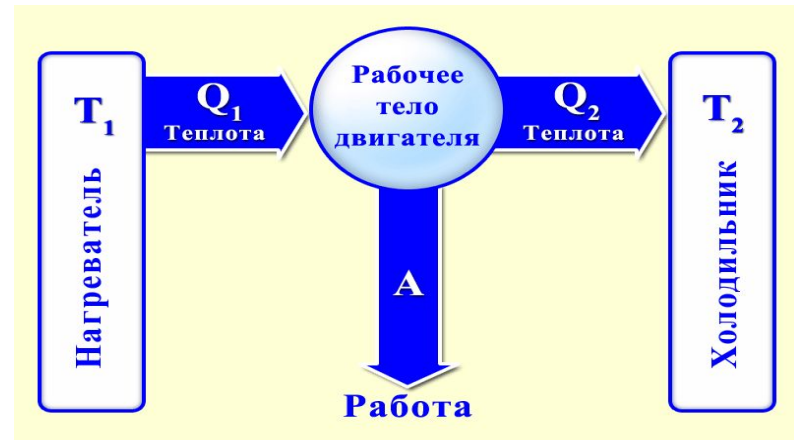 T₁
Нагреватель
Q₁
Теплота
Рабочее
тело
двигателя
A
Работа
Q₂
Теплота
T₂
Холодильник